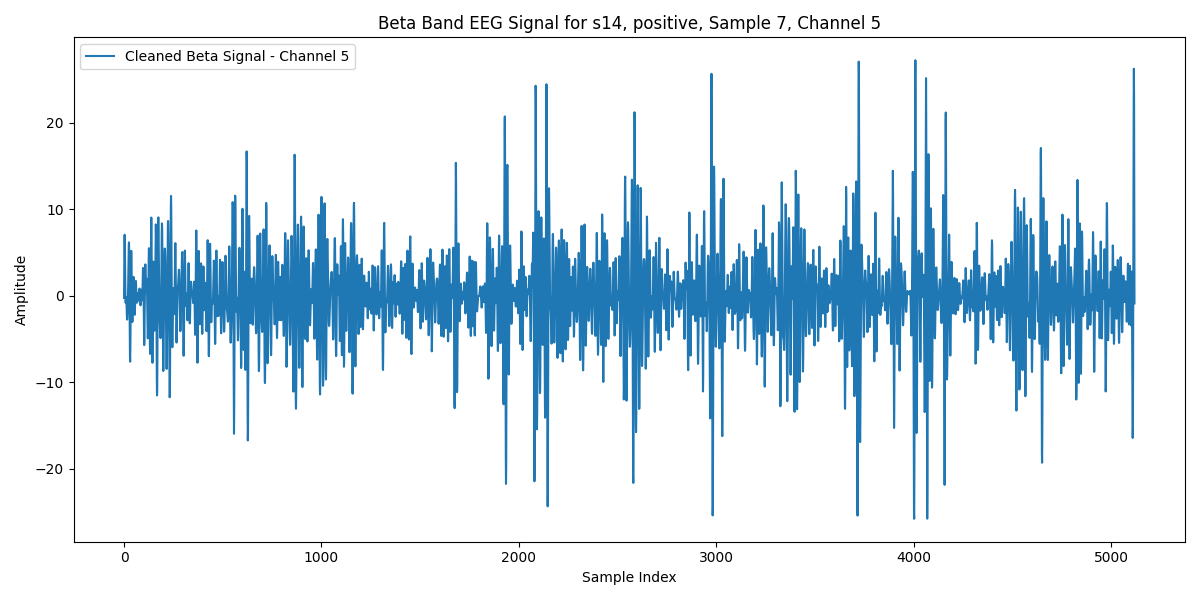 Beta Band EEG Signal for s14, positive, Sample 7, Channel 5
Cleaned Beta Signal - Channel 5
Amplitude
20
10
0
−10
−20
0 1000 2000 3000 4000 5000
Sample Index